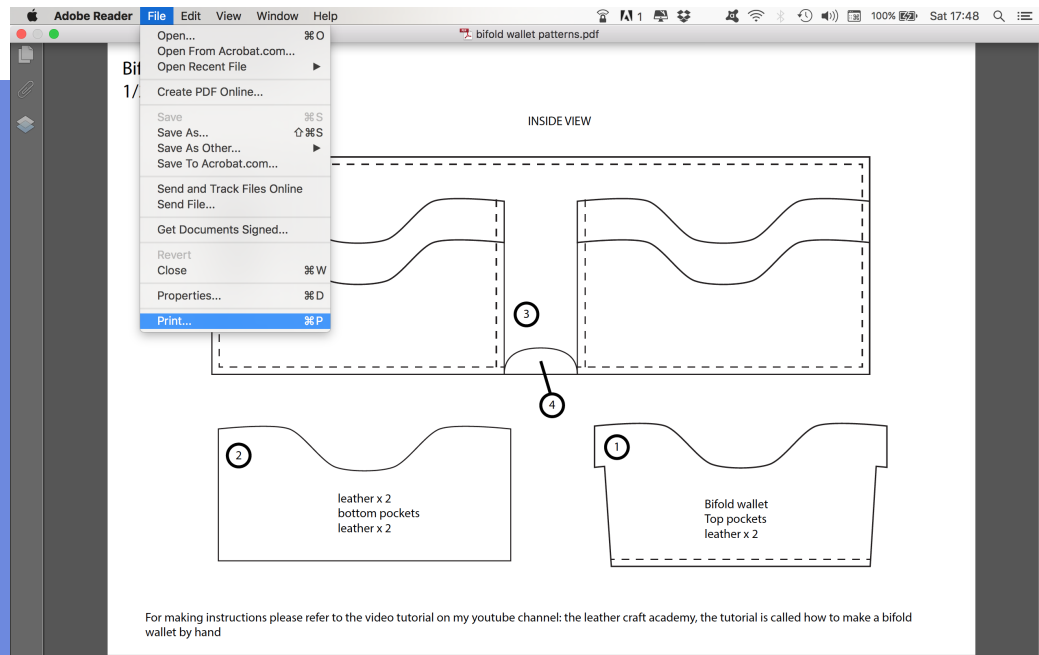 Adobe Reader File Edit View Window Help 1 100% Sat 17:48
bifold wallet patterns.pdf
Open... ⌘O
Open From Acrobat.com...
Open Recent File ▶
Create PDF Online...
Save ⌘S
Save As... ⇧⌘S
Save As Other... ▶
Save To Acrobat.com...
Send and Track Files Online
Send File...
Get Documents Signed...
Revert
Close ⌘W
Properties... ⌘D
Print... ⌘P
Bif
1/
INSIDE VIEW
3
4
2
leather x 2
bottom pockets
leather x 2
1
Bifold wallet
Top pockets
leather x 2
For making instructions please refer to the video tutorial on my youtube channel: the leather craft academy, the tutorial is called how to make a bifold
wallet by hand